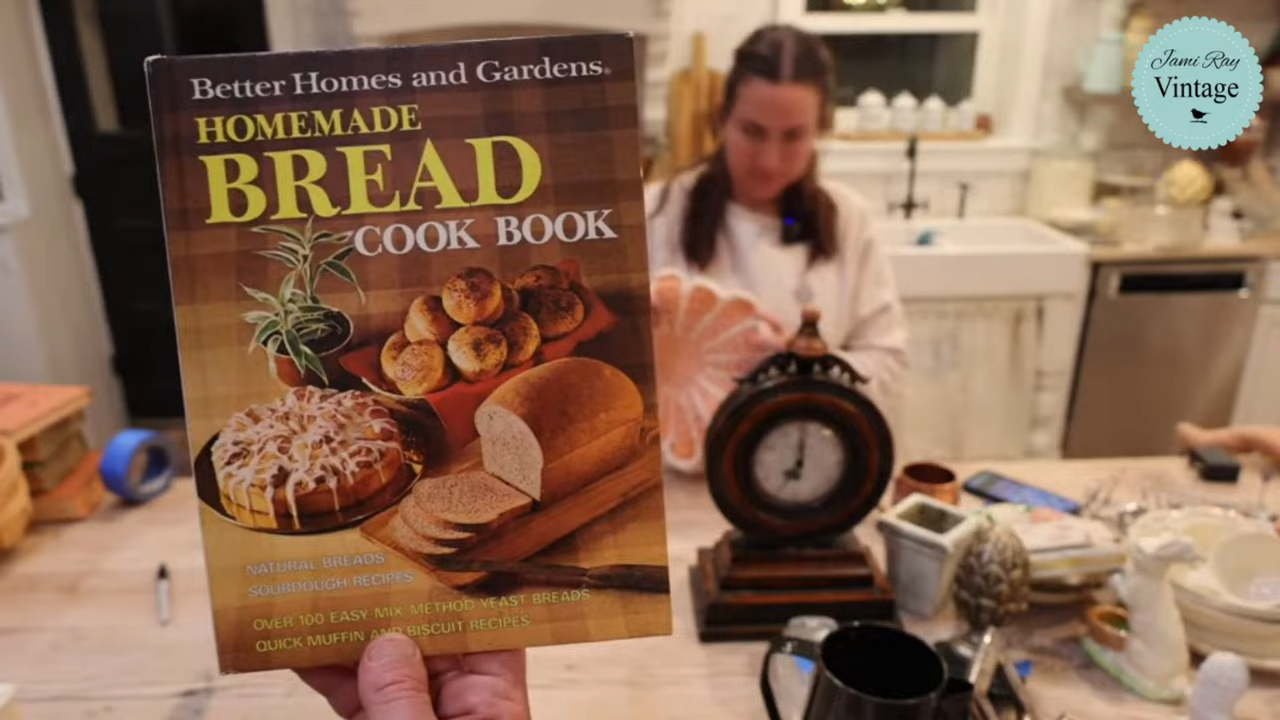 Better Homes and Gardens®
HOMEMADE
BREAD
COOK BOOK
NATURAL BREADS
SOURDOUGH RECIPES
OVER 100 EASY-MIX METHOD YEAST BREADS
QUICK MUFFIN AND BISCUIT RECIPES
Jami Ray
Vintage